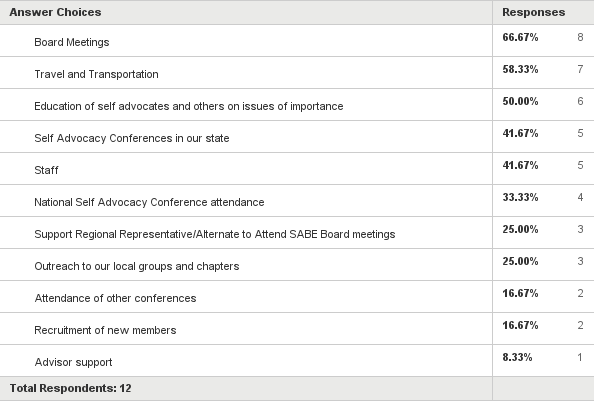 Answer Choices Responses
Board Meetings 66.67% 8
Travel and Transportation 58.33% 7
Education of self advocates and others on issues of importance 50.00% 6
Self Advocacy Conferences in our state 41.67% 5
Staff 41.67% 5
National Self Advocacy Conference attendance 33.33% 4
Support Regional Representative/Alternate to Attend SABE Board meetings 25.00% 3
Outreach to our local groups and chapters 25.00% 3
Attendance of other conferences 16.67% 2
Recruitment of new members 16.67% 2
Advisor support 8.33% 1
Total Respondents: 12